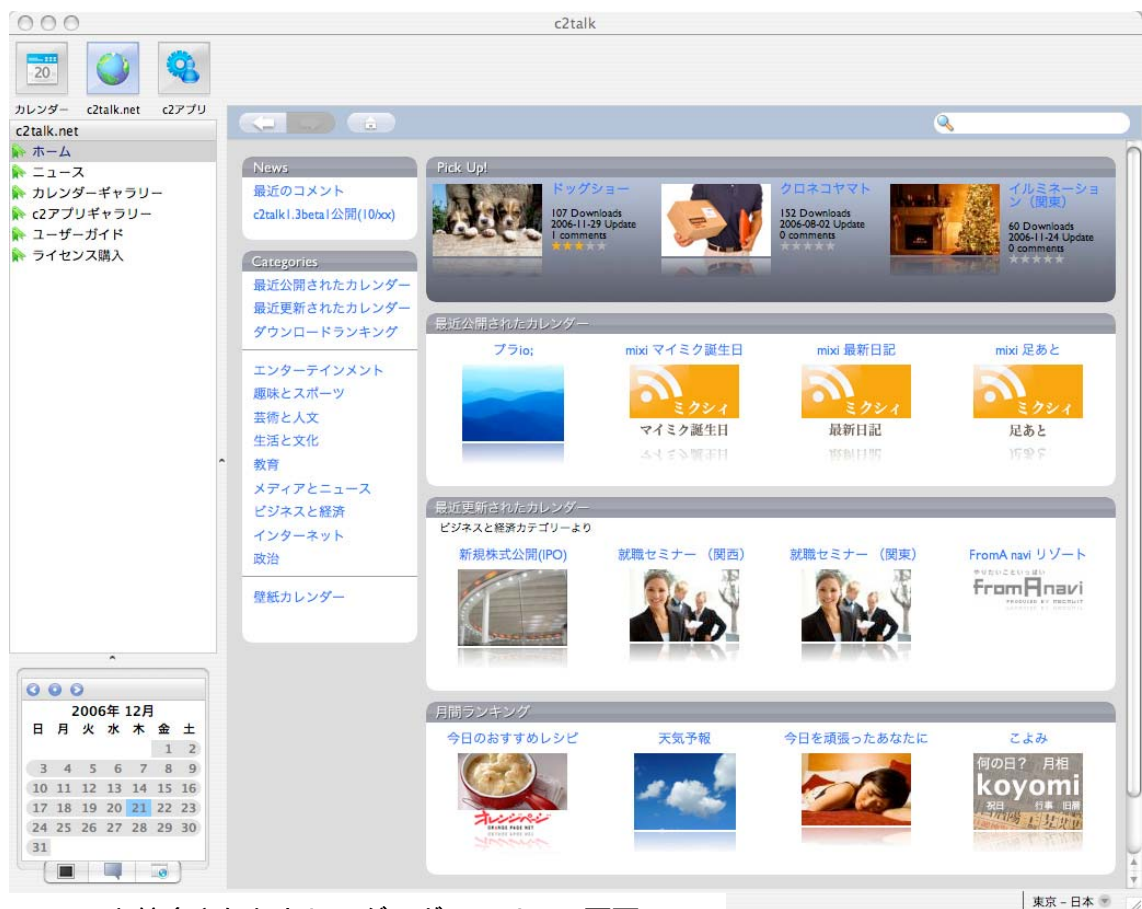 c2talk
20
カレンダー
c2talk.net
c2アプリ
c2talk.net
ホーム
ニュース
カレンダーギャラリー
c2アプリギャラリー
ユーザーガイド
ライセンス購入
2006年 12月
日 月 火 水 木 金 土
1 2
3 4 5 6 7 8 9
10 11 12 13 14 15 16
17 18 19 20 21 22 23
24 25 26 27 28 29 30
31
News
最近のコメント
c2talk1.3beta1公開(10/xx)
Categories
最近公開されたカレンダー
最近更新されたカレンダー
ダウンロードランキング
エンターテインメント
趣味とスポーツ
芸術と人文
生活と文化
教育
メディアとニュース
ビジネスと経済
インターネット
政治
壁紙カレンダー
Pick Up!
ドッグショー
107 Downloads
2006-11-29 Update
1 comments
クロネコヤマト
152 Downloads
2006-08-02 Update
0 comments
イルミネーショ
ン（関東）
60 Downloads
2006-11-24 Update
0 comments
最近公開されたカレンダー
プラio;
mixi マイミク誕生日
ミクシィ
マイミク誕生日
mixi 最新日記
ミクシィ
最新日記
mixi 足あと
ミクシィ
足あと
最近更新されたカレンダー
ビジネスと経済カテゴリーより
新規株式公開(IPO)
就職セミナー （関西）
就職セミナー （関東）
FromA navi リゾート
やりたいこといっぱい
fromAnavi
PRODUCED BY RECRUIT
月間ランキング
今日のおすすめレシピ
オレンジページ
ORANGE PAGE NET
天気予報
今日を頑張ったあなたに
こよみ
何の日? 月相
koyomi
祝日 行事 旧暦
東京 – 日本